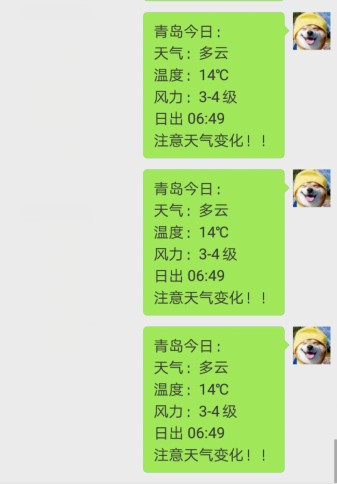 青岛今日：
天气：多云
温度：14℃
风力：3-4 级
日出 06:49
注意天气变化！！
青岛今日：
天气：多云
温度：14℃
风力：3-4 级
日出 06:49
注意天气变化！！
青岛今日：
天气：多云
温度：14℃
风力：3-4 级
日出 06:49
注意天气变化！！